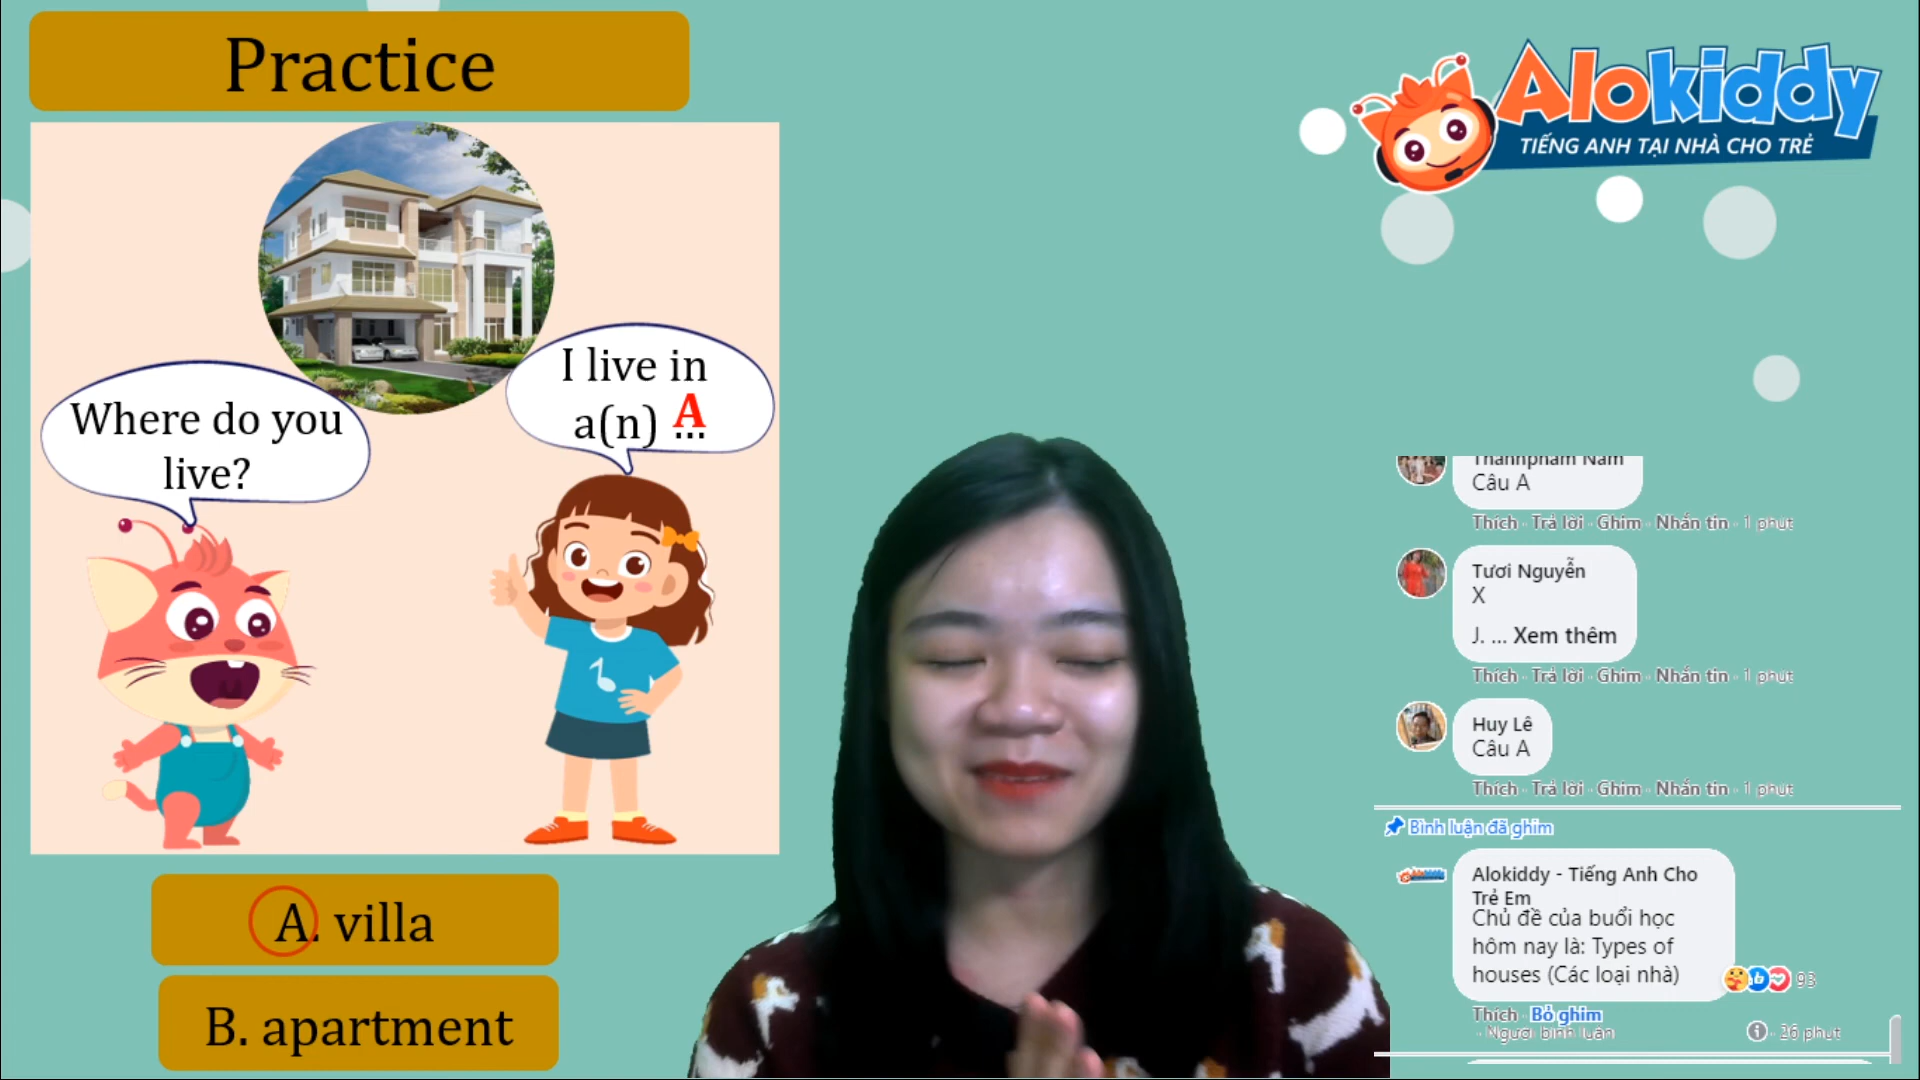 Practice
Where do you
live?
I live in
a(n) ...
A
A. villa
B. apartment
Alokiddy
TIẾNG ANH TẠI NHÀ CHO TRẺ
Thanhpham Nam
Câu A
Thích · Trả lời · Ghim · Nhắn tin · 1 phút
Tươi Nguyễn
X
J. ... Xem thêm
Thích · Trả lời · Ghim · Nhắn tin · 1 phút
Huy Lê
Câu A
Thích · Trả lời · Ghim · Nhắn tin · 1 phút
Bình luận đã ghim
Alokiddy - Tiếng Anh Cho
Trẻ Em
Chủ đề của buổi học
hôm nay là: Types of
houses (Các loại nhà)
93
Thích · Bỏ ghim
· Người bình luận
26 phút